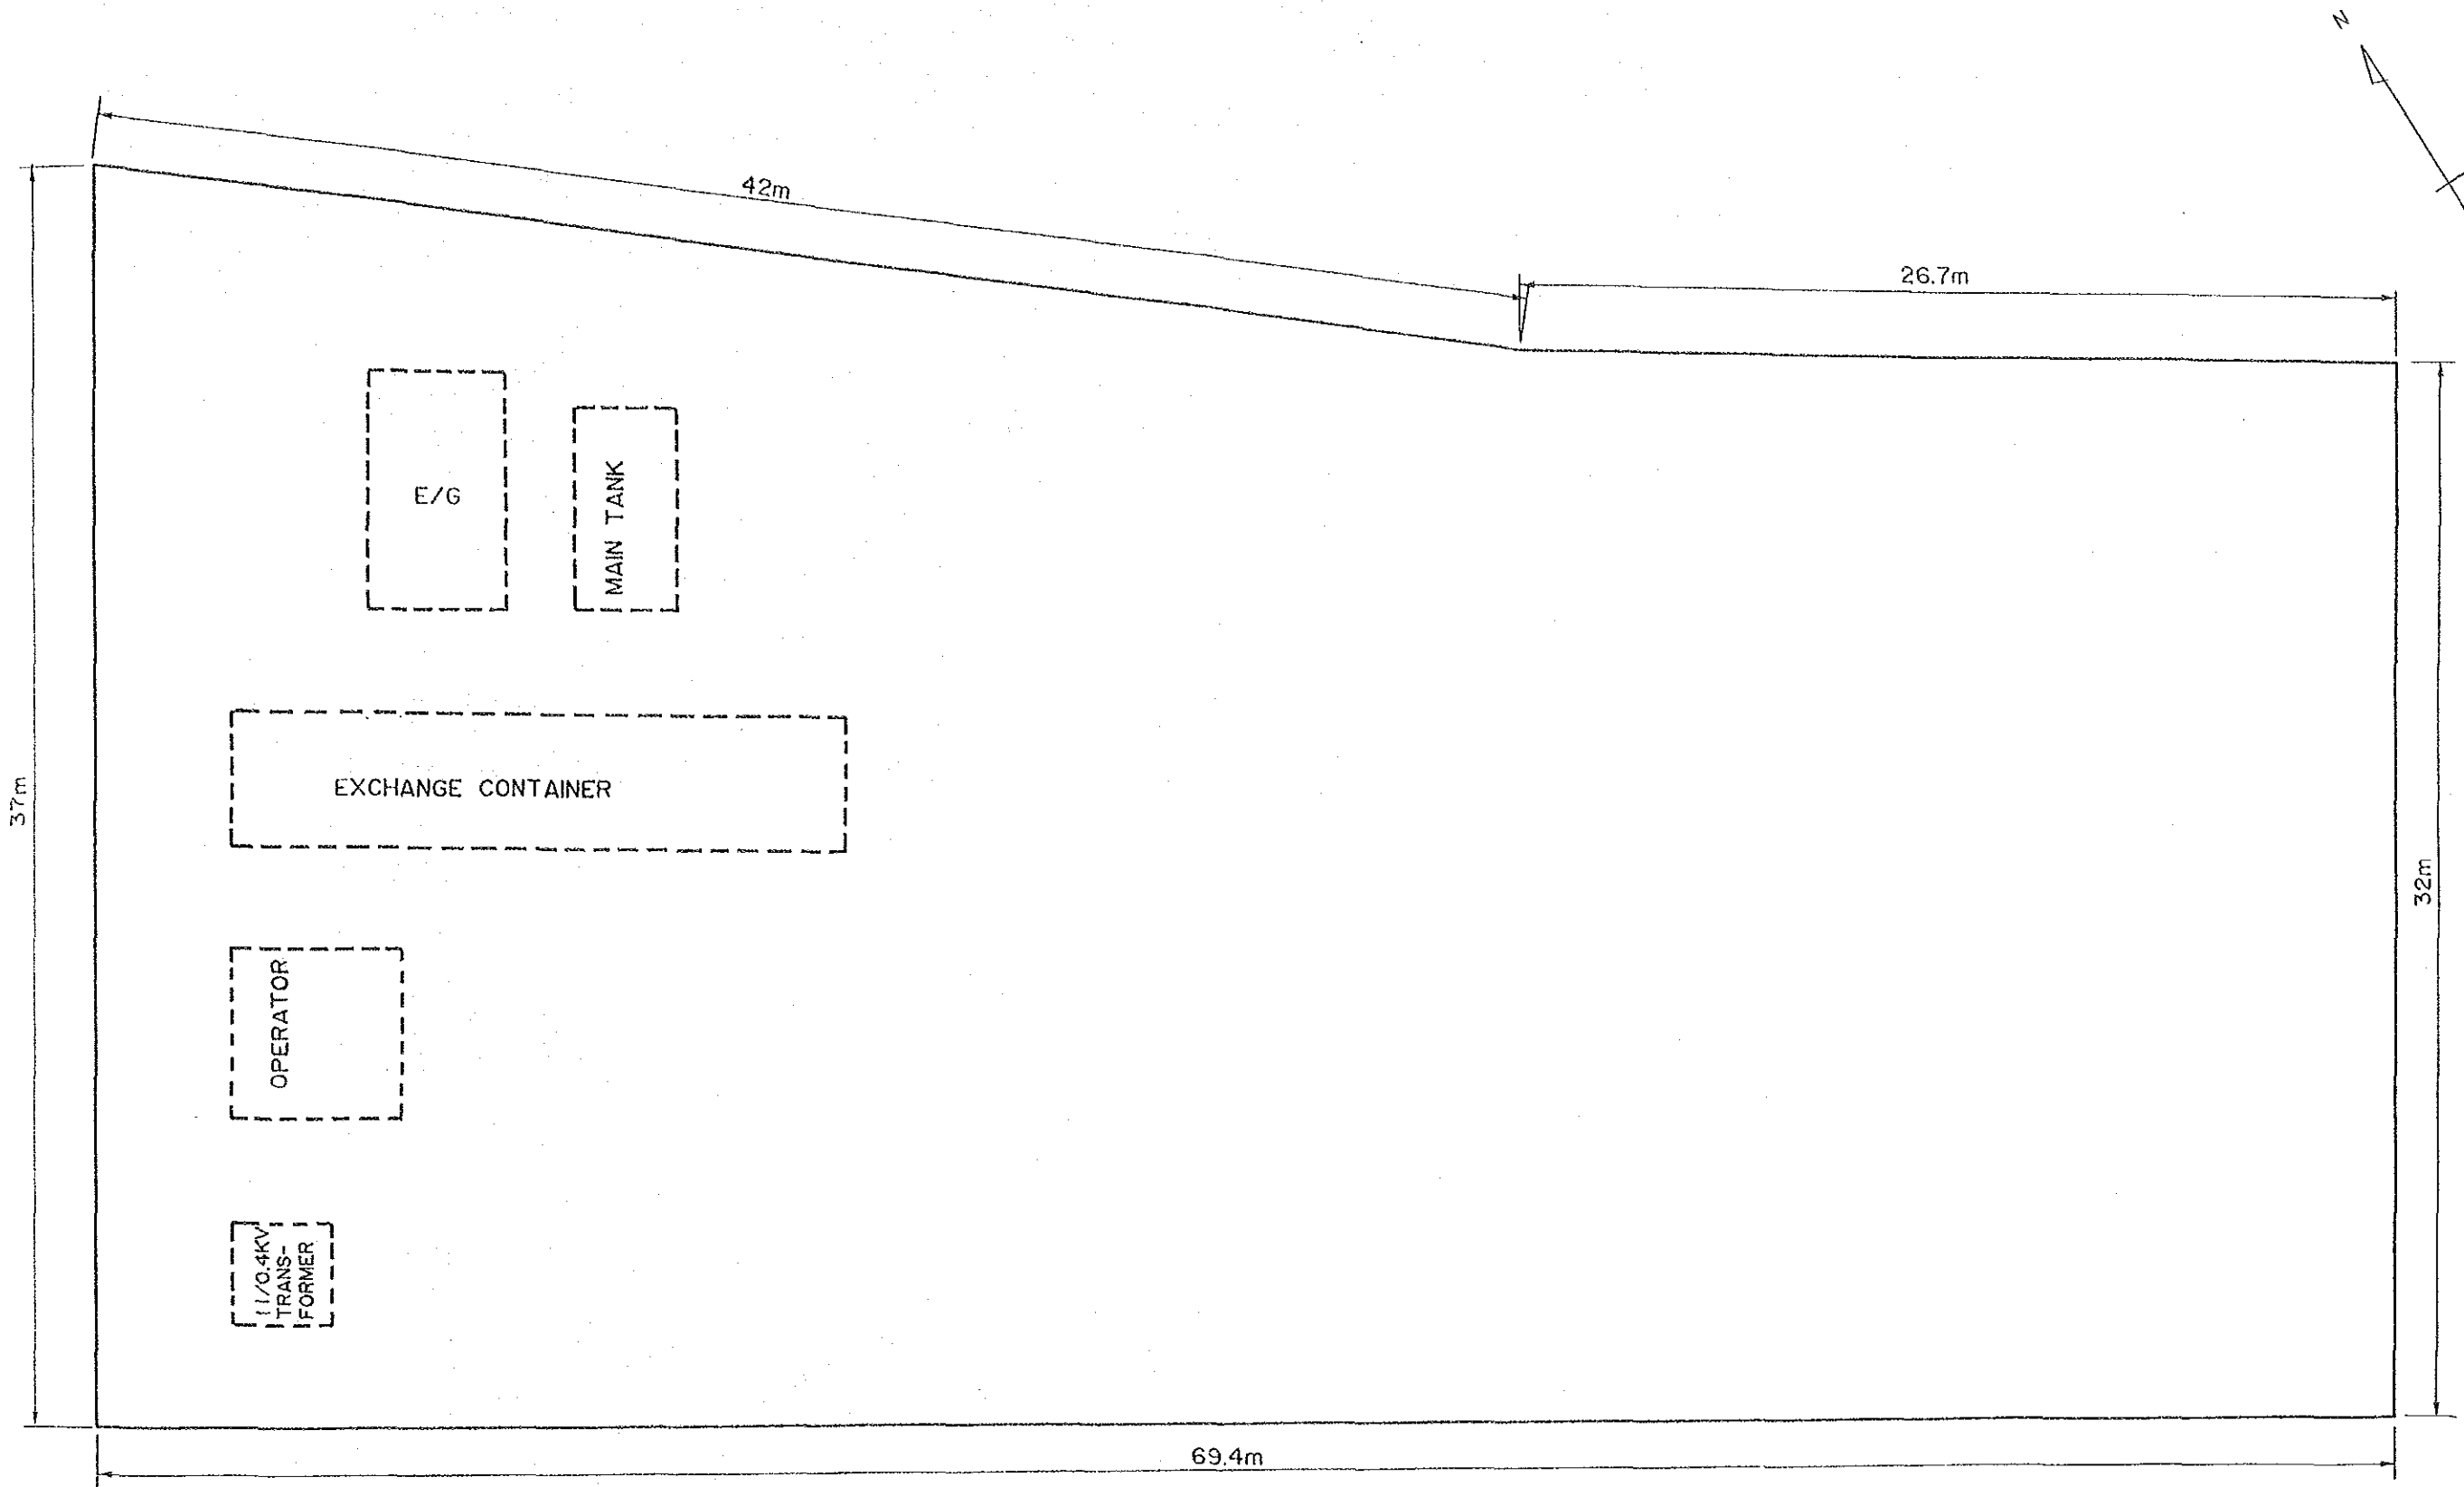 N
42m
26.7m
E/G
MAIN TANK
37m
EXCHANGE CONTAINER
32m
OPERATOR
11/0.4KV
TRANS-
FORMER
69.4m